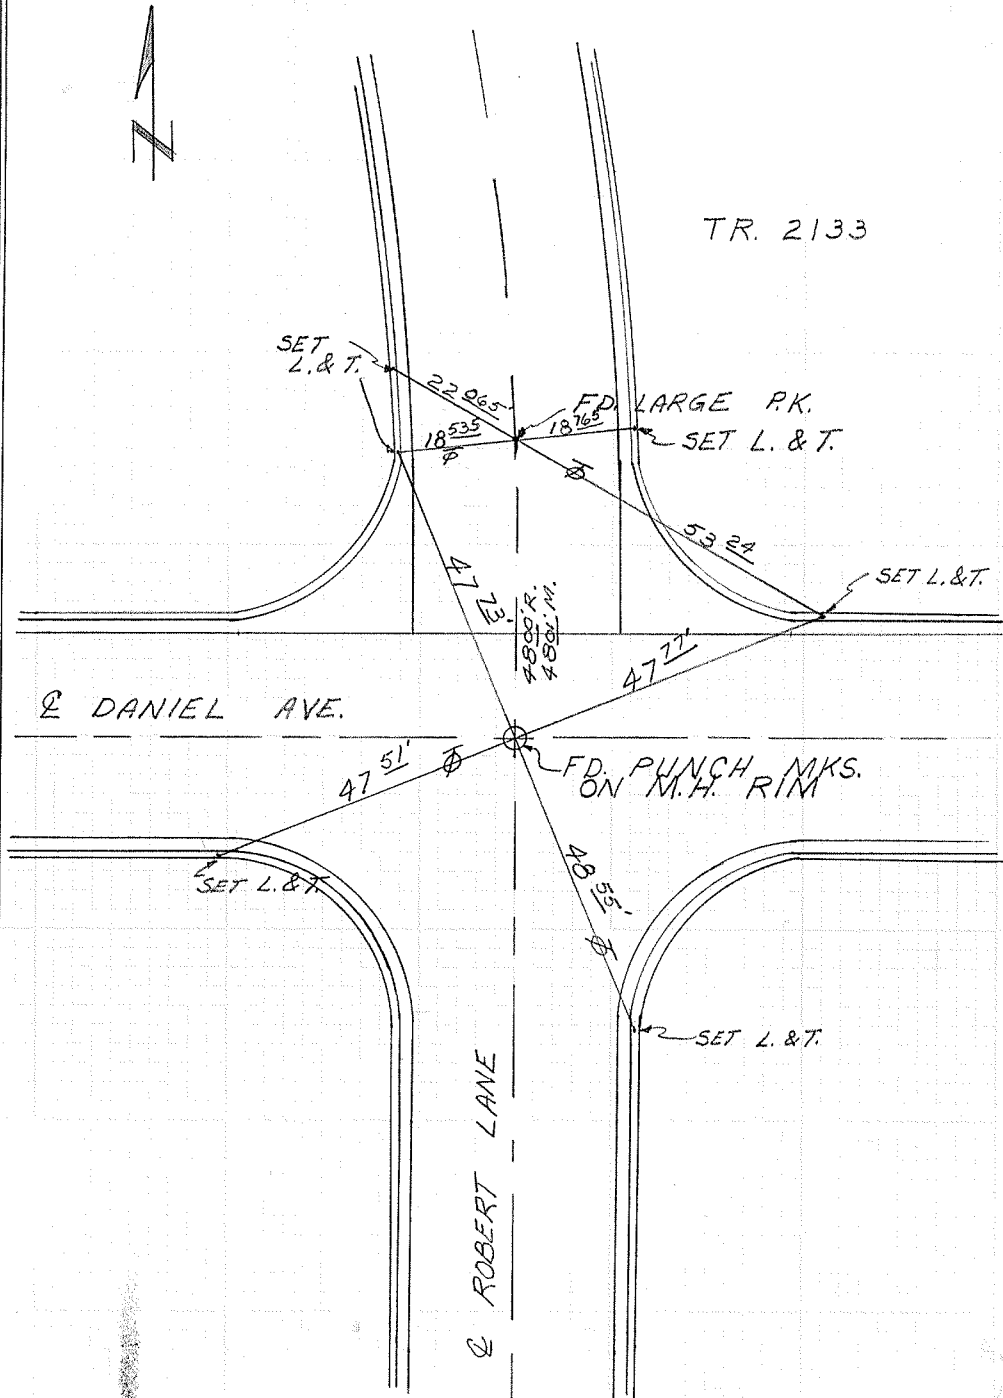 N
TR. 2133
SET
L. & T.
22.065'
FD. LARGE P.K.
18.535
18.765
SET L. & T.
53.24
SET L. & T.
47.73'
48.00' R.
48.01' M.
47.77'
℄ DANIEL AVE.
47.51'
FD. PUNCH MKS.
ON M.H. RIM
SET L. & T.
48.55'
SET L. & T.
℄ ROBERT LANE